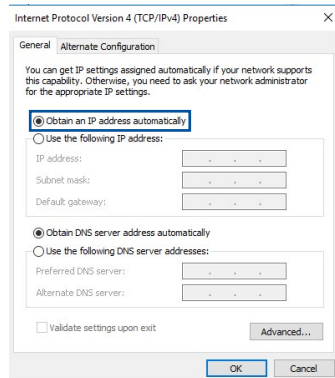 Internet Protocol Version 4 (TCP/IPv4) Properties
General Alternate Configuration
You can get IP settings assigned automatically if your network supports
this capability. Otherwise, you need to ask your network administrator
for the appropriate IP settings.
Obtain an IP address automatically
Use the following IP address:
IP address:
Subnet mask:
Default gateway:
Obtain DNS server address automatically
Use the following DNS server addresses:
Preferred DNS server:
Alternate DNS server:
Validate settings upon exit
Advanced...
OK Cancel